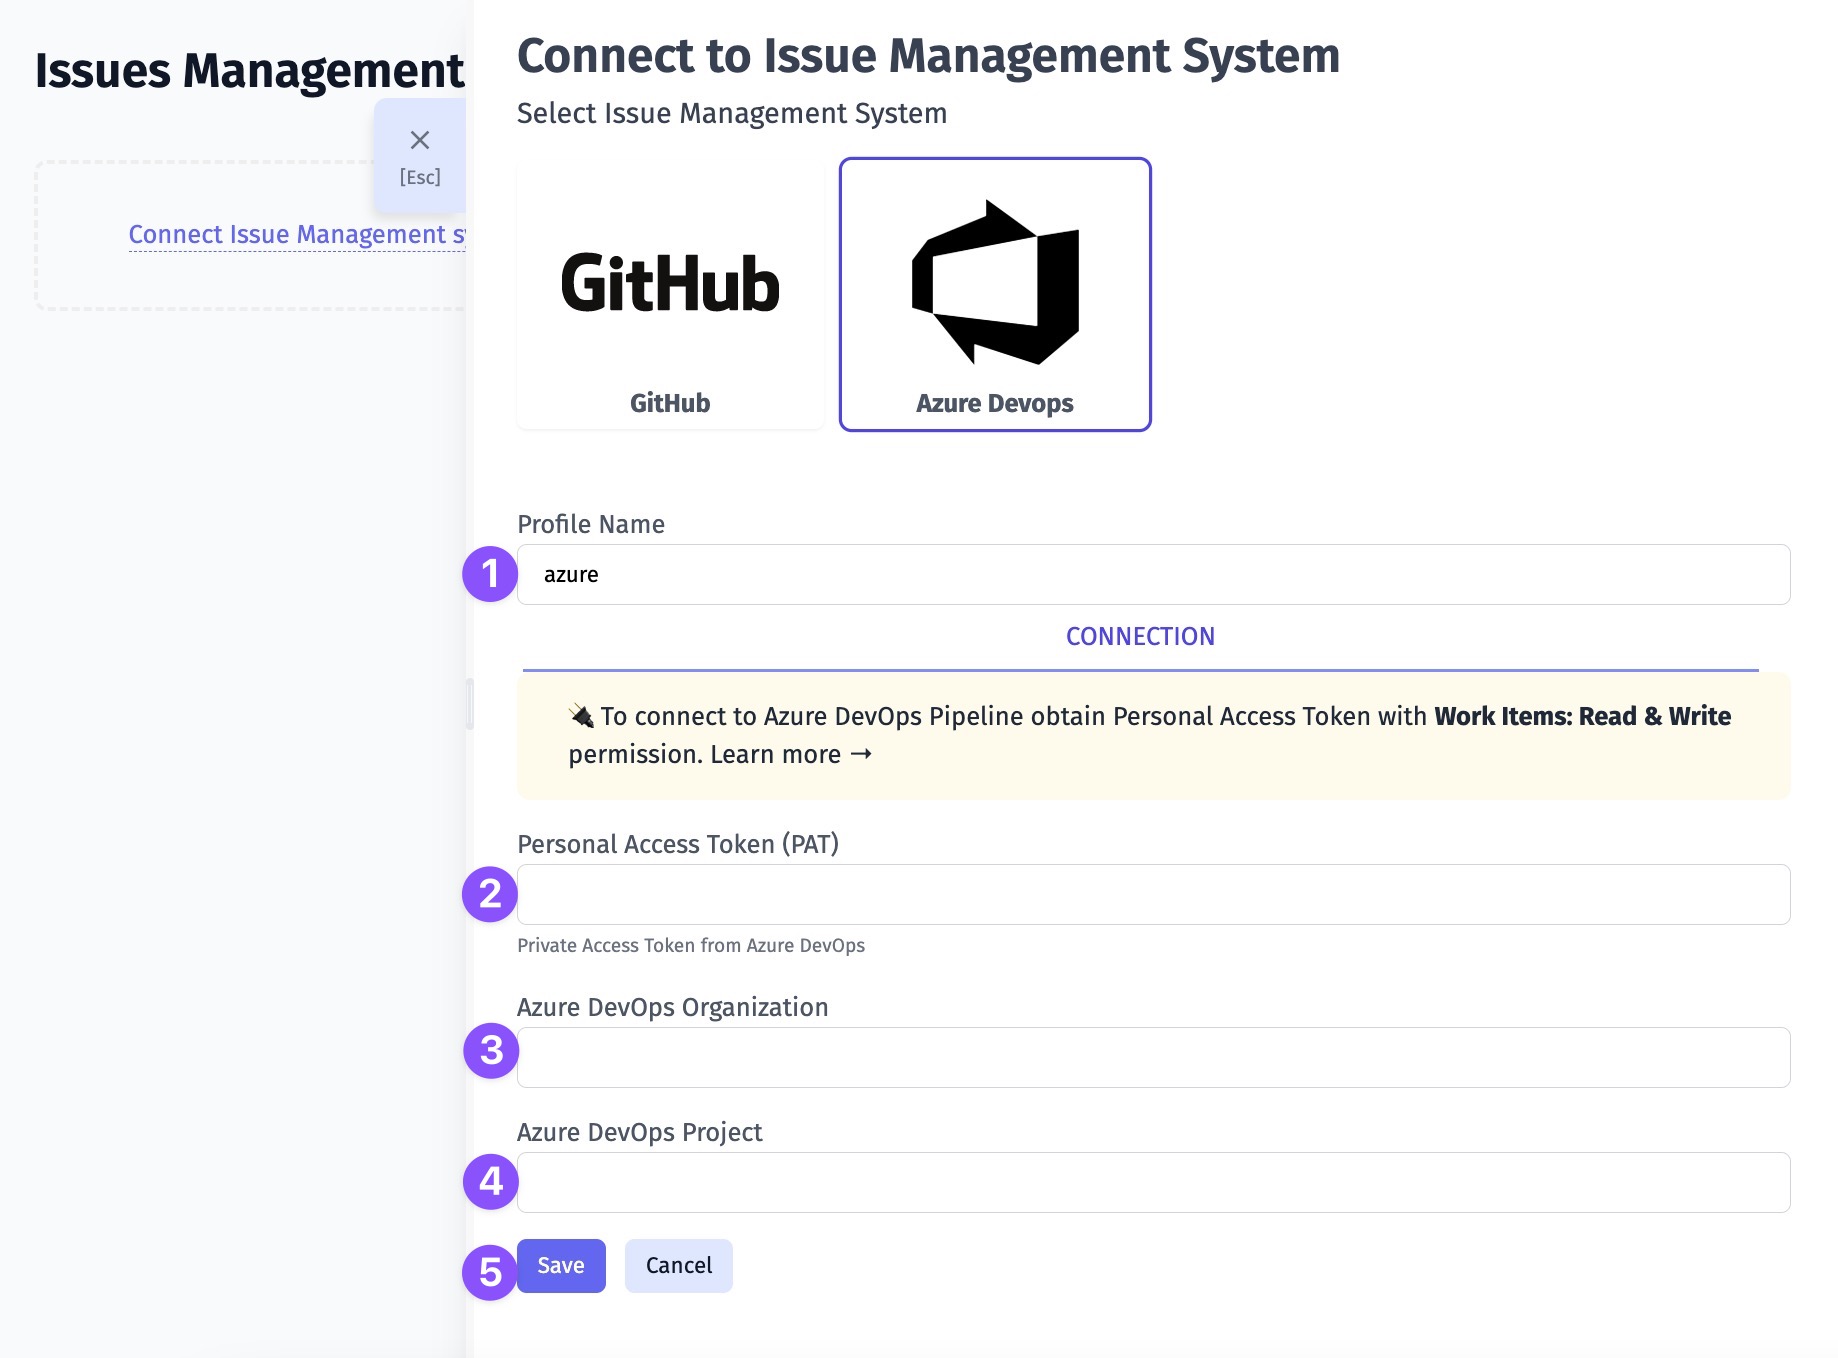 Issues Management
[Esc]
Connect Issue Management sy
Connect to Issue Management System
Select Issue Management System
GitHub
GitHub
Azure Devops
Profile Name
1
azure
CONNECTION
To connect to Azure DevOps Pipeline obtain Personal Access Token with Work Items: Read & Write
permission. Learn more →
Personal Access Token (PAT)
2
Private Access Token from Azure DevOps
Azure DevOps Organization
3
Azure DevOps Project
4
5
Save
Cancel